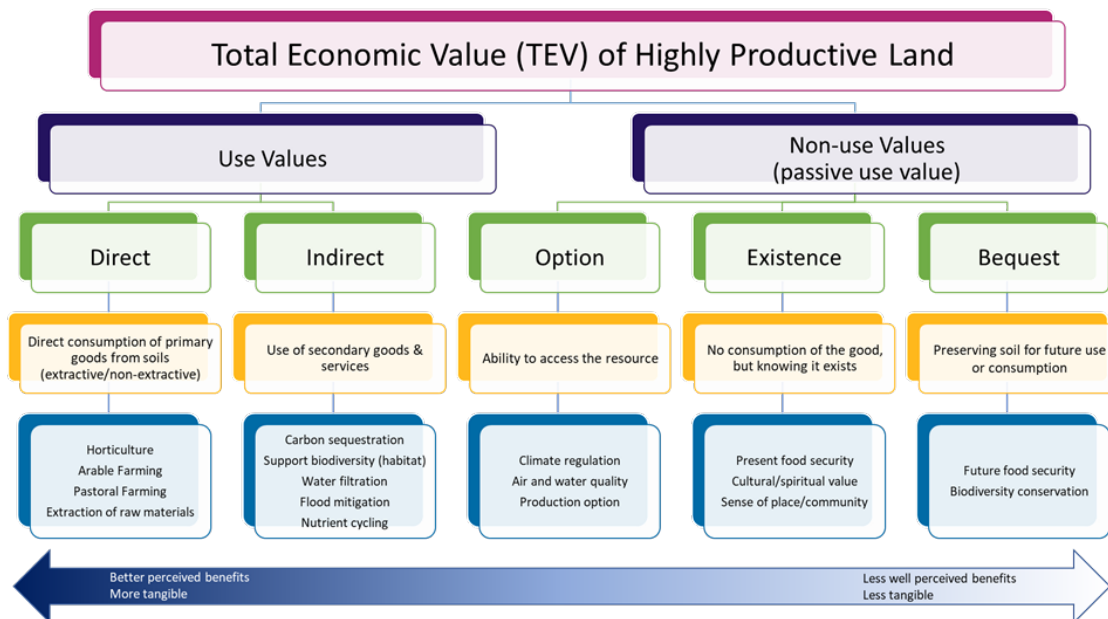 Total Economic Value (TEV) of Highly Productive Land
Use Values
Non-use Values
(passive use value)
Direct
Indirect
Option
Existence
Bequest
Direct consumption of primary
goods from soils
(extractive/non-extractive)
Use of secondary goods &
services
Ability to access the resource
No consumption of the good,
but knowing it exists
Preserving soil for future use
or consumption
Horticulture
Arable Farming
Pastoral Farming
Extraction of raw materials
Carbon sequestration
Support biodiversity (habitat)
Water filtration
Flood mitigation
Nutrient cycling
Climate regulation
Air and water quality
Production option
Present food security
Cultural/spiritual value
Sense of place/community
Future food security
Biodiversity conservation
Better perceived benefits
More tangible
Less well perceived benefits
Less tangible